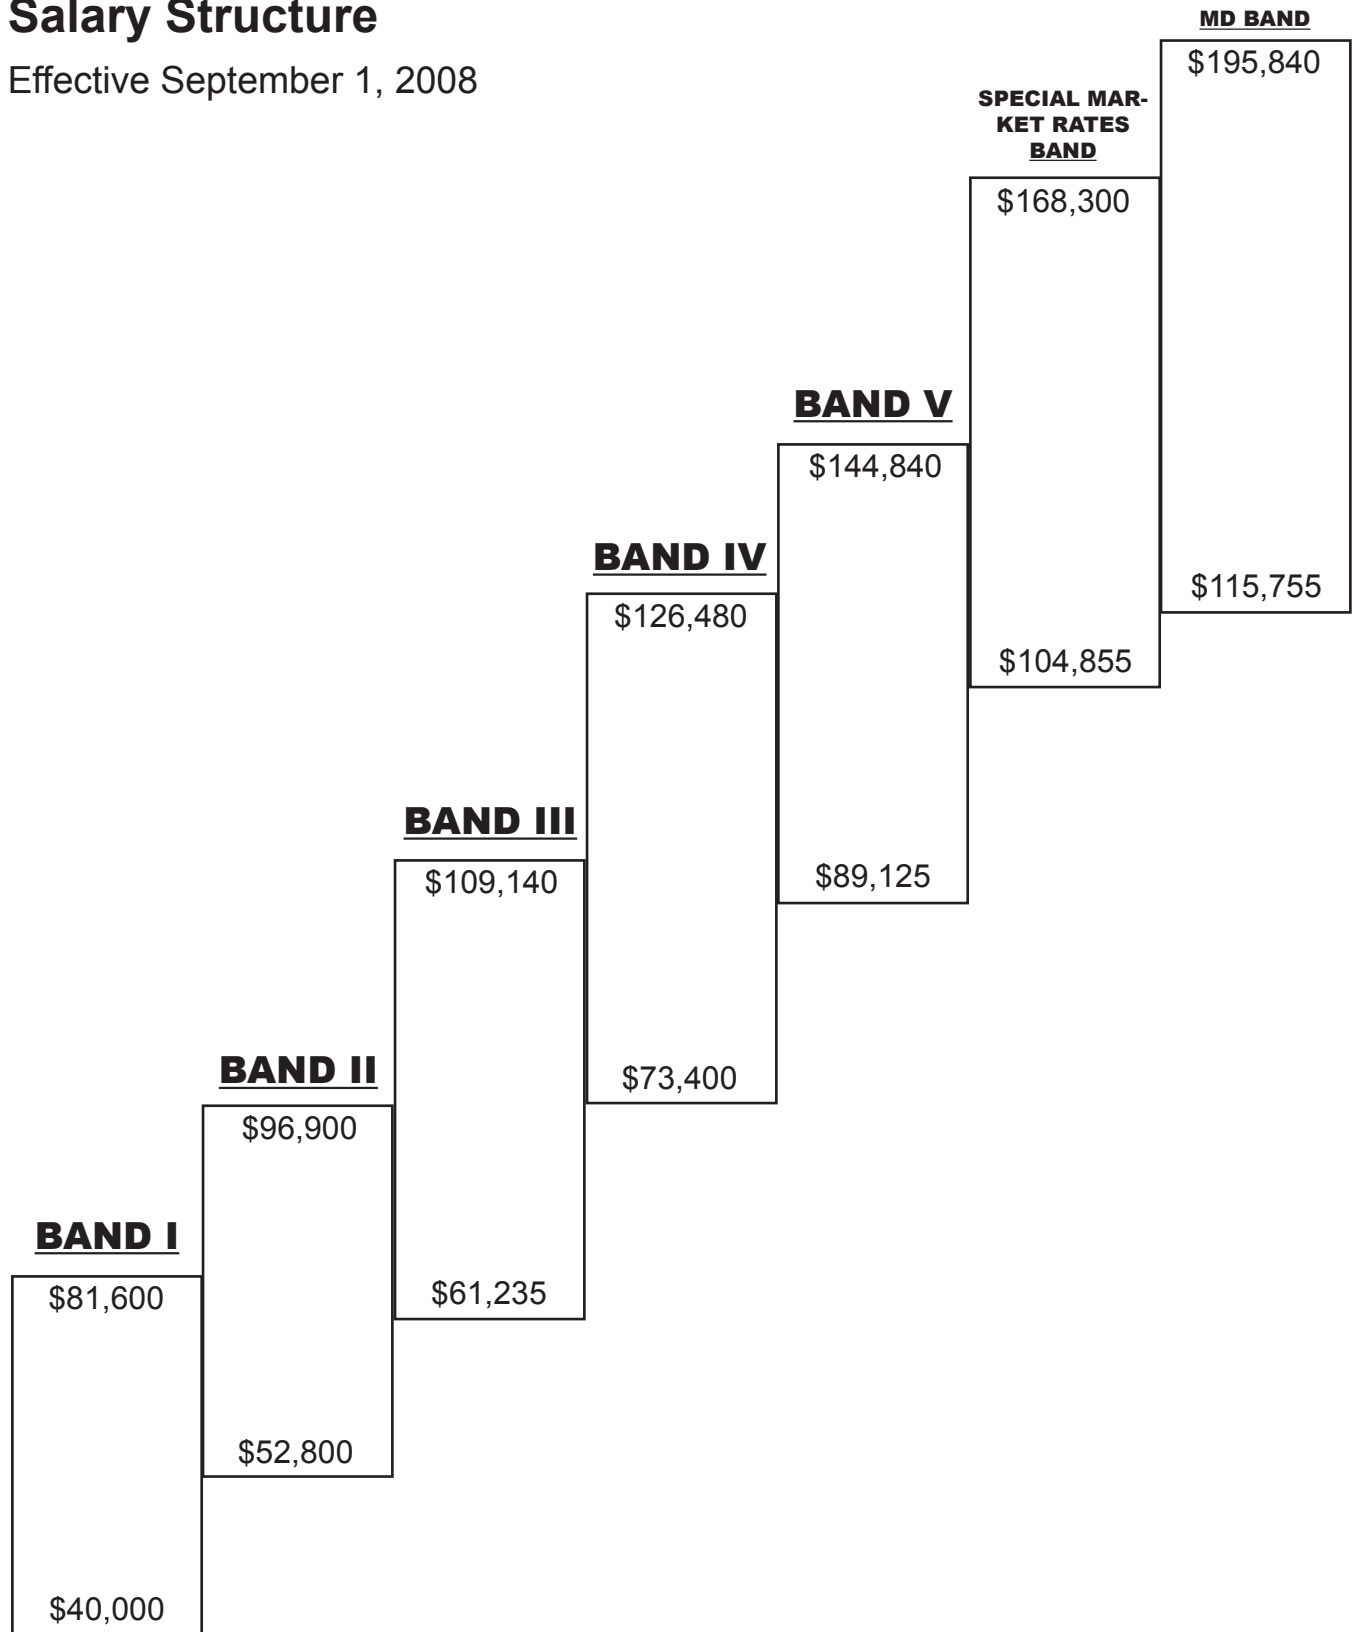 Salary Structure
Effective September 1, 2008
MD BAND
$195,840
$115,755
SPECIAL MAR-
KET RATES
BAND
$168,300
$104,855
BAND V
$144,840
$89,125
BAND IV
$126,480
$73,400
BAND III
$109,140
$61,235
BAND II
$96,900
$52,800
BAND I
$81,600
$40,000